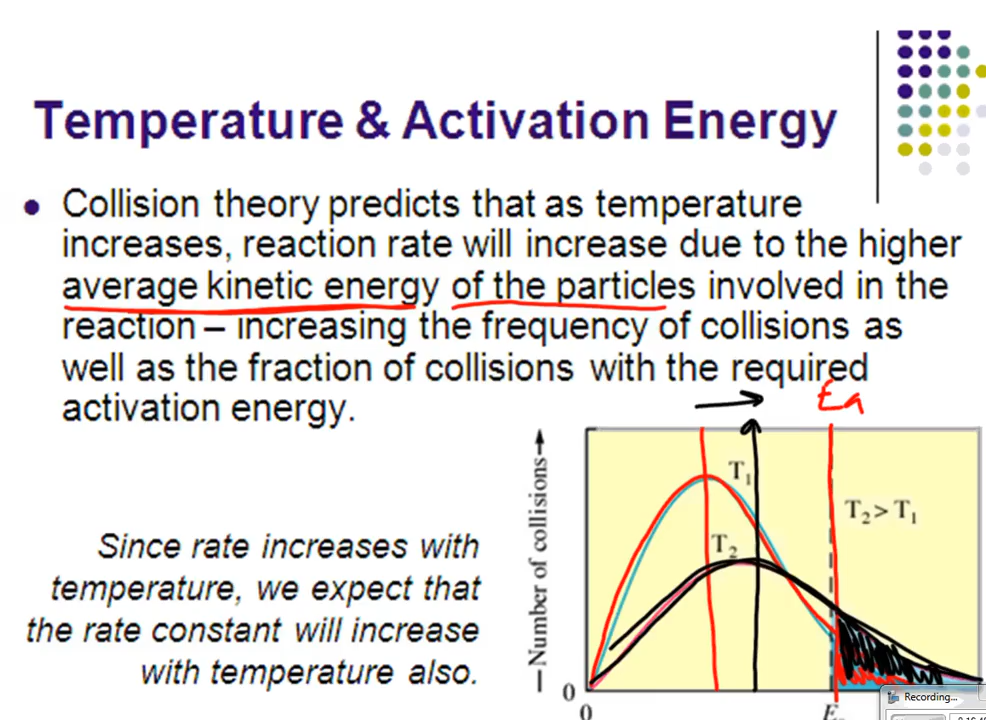 Temperature & Activation Energy
Collision theory predicts that as temperature
increases, reaction rate will increase due to the higher
average kinetic energy of the particles involved in the
reaction – increasing the frequency of collisions as
well as the fraction of collisions with the required
activation energy.
Ea
Since rate increases with
temperature, we expect that
the rate constant will increase
with temperature also.
Number of collisions
T1
T2
T2 > T1
0
0
Recording...